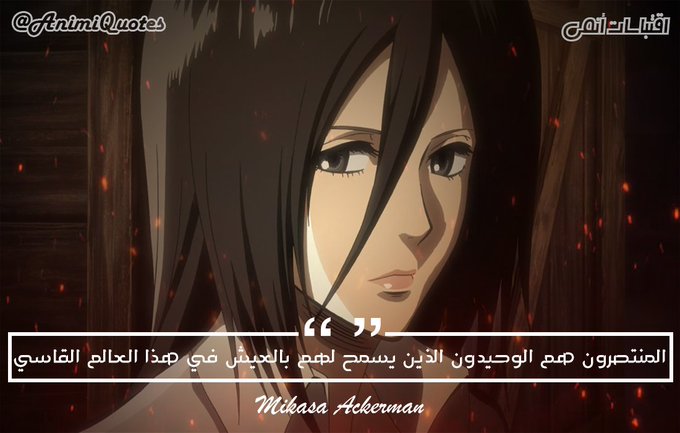 @AnimiQuotes
اقتباسات أنمي
“ ”
المنتصرون هم الوحيدون الذين يسمح لهم بالعيش في هذا العالم القاسي
Mikasa Ackerman